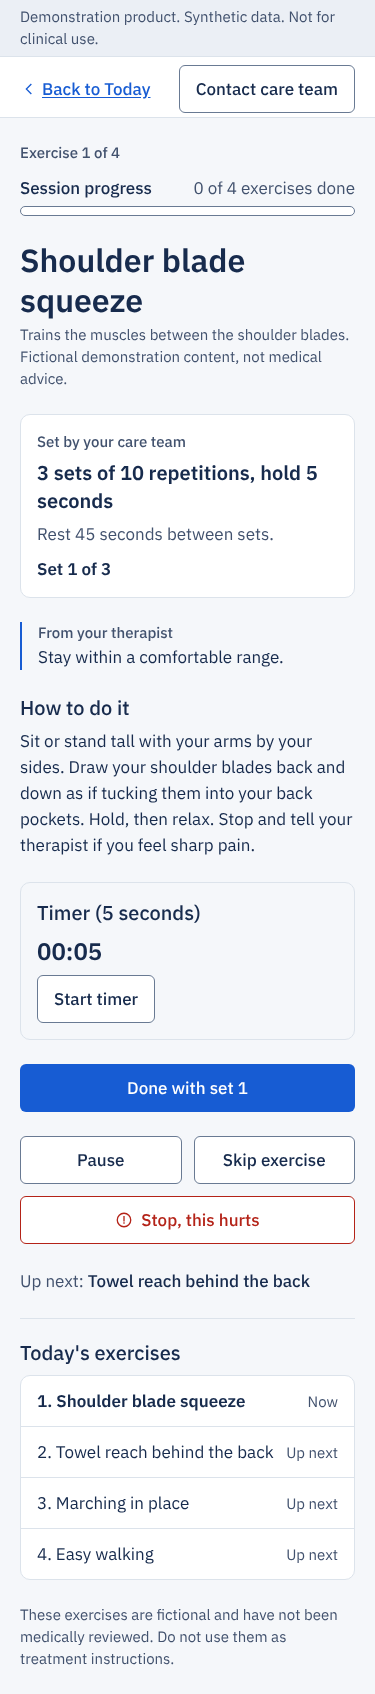 Demonstration product. Synthetic data. Not for
clinical use.
Back to Today
Contact care team
Exercise 1 of 4
Session progress
0 of 4 exercises done
Shoulder blade
squeeze
Trains the muscles between the shoulder blades.
Fictional demonstration content, not medical
advice.
Set by your care team
3 sets of 10 repetitions, hold 5
seconds
Rest 45 seconds between sets.
Set 1 of 3
From your therapist
Stay within a comfortable range.
How to do it
Sit or stand tall with your arms by your
sides. Draw your shoulder blades back and
down as if tucking them into your back
pockets. Hold, then relax. Stop and tell your
therapist if you feel sharp pain.
Timer (5 seconds)
00:05
Start timer
Done with set 1
Pause
Skip exercise
Stop, this hurts
Up next: Towel reach behind the back
Today's exercises
1. Shoulder blade squeeze Now
2. Towel reach behind the back Up next
3. Marching in place Up next
4. Easy walking Up next
These exercises are fictional and have not been
medically reviewed. Do not use them as
treatment instructions.